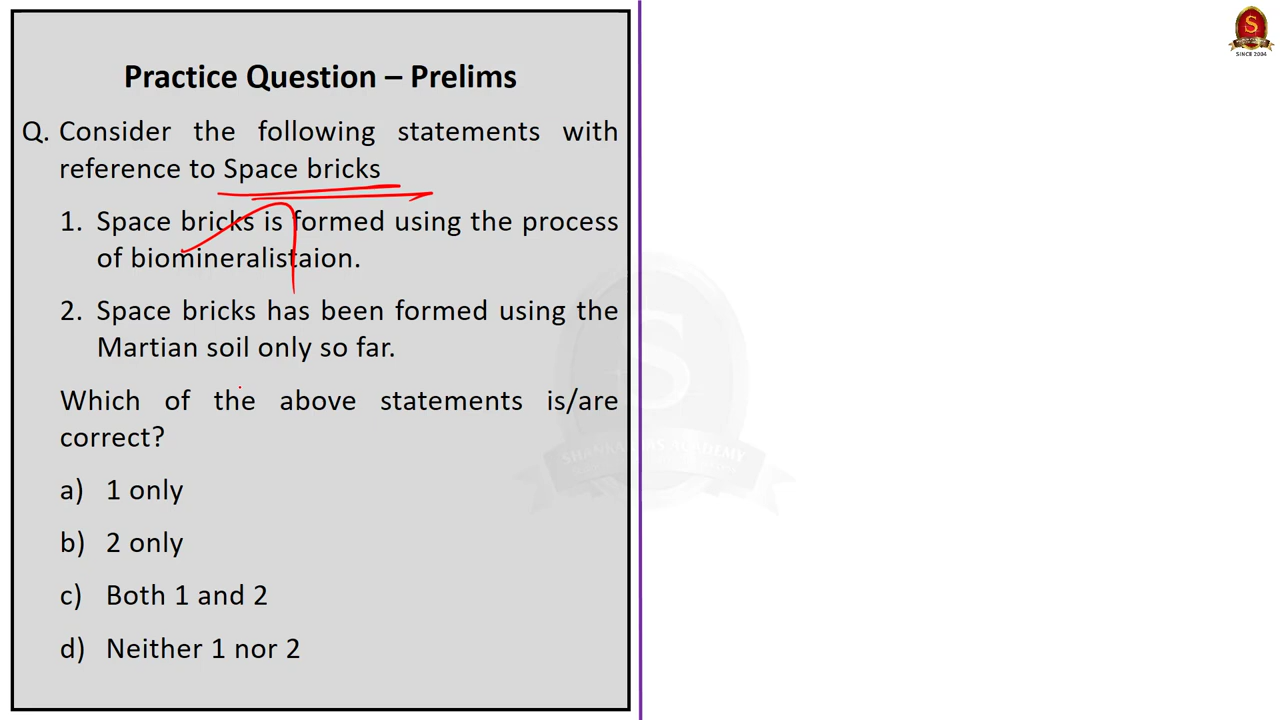 Practice Question – Prelims
Q. Consider the following statements with
reference to Space bricks
1. Space bricks is formed using the process
of biomineralistaion.
2. Space bricks has been formed using the
Martian soil only so far.
Which of the above statements is/are
correct?
a) 1 only
b) 2 only
c) Both 1 and 2
d) Neither 1 nor 2
S
SINCE 2004
S